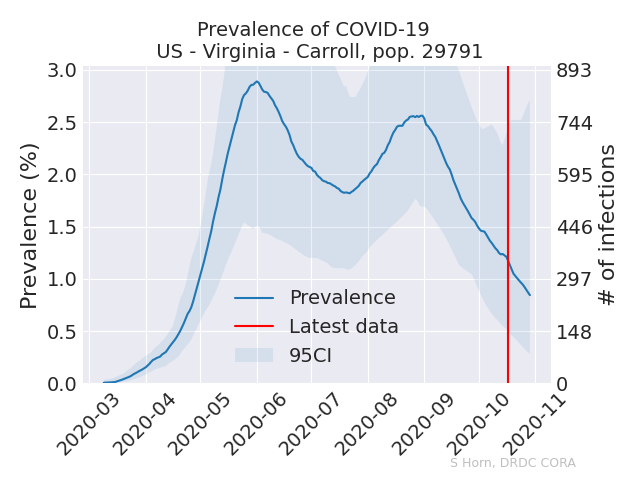 Prevalence of COVID-19
US - Virginia - Carroll, pop. 29791
3.0
2.5
2.0
1.5
1.0
0.5
0.0
Prevalence (%)
893
744
595
446
297
148
0
# of infections
Prevalence
Latest data
95CI
2020-03
2020-04
2020-05
2020-06
2020-07
2020-08
2020-09
2020-10
2020-11
S Horn, DRDC CORA